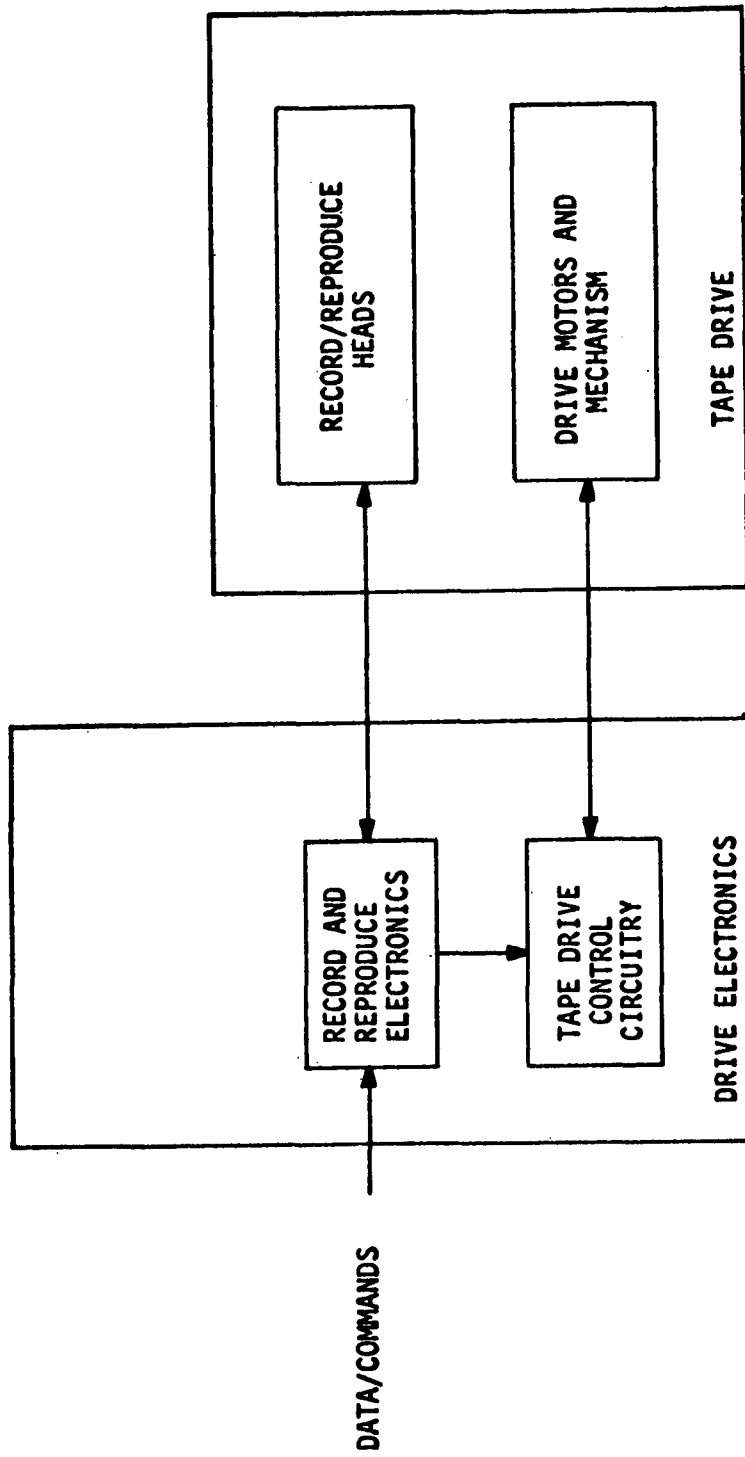 DATA/COMMANDS
RECORD AND
REPRODUCE
ELECTRONICS
TAPE DRIVE
CONTROL
CIRCUITRY
DRIVE ELECTRONICS
RECORD/REPRODUCE
HEADS
DRIVE MOTORS AND
MECHANISM
TAPE DRIVE